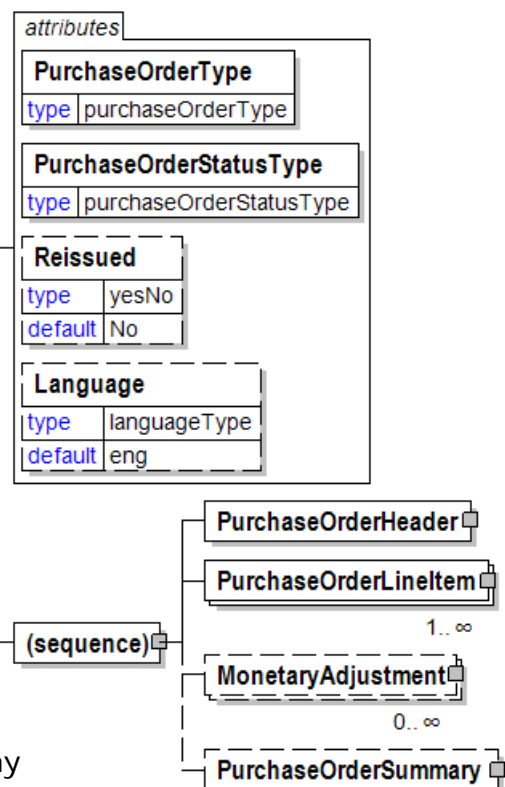 attributes
PurchaseOrderType
type purchaseOrderType
PurchaseOrderStatusType
type purchaseOrderStatusType
Reissued
type yesNo
default No
Language
type languageType
default eng
PurchaseOrderHeader
PurchaseOrderLineItem
1..∞
(sequence)
MonetaryAdjustment
0..∞
PurchaseOrderSummary